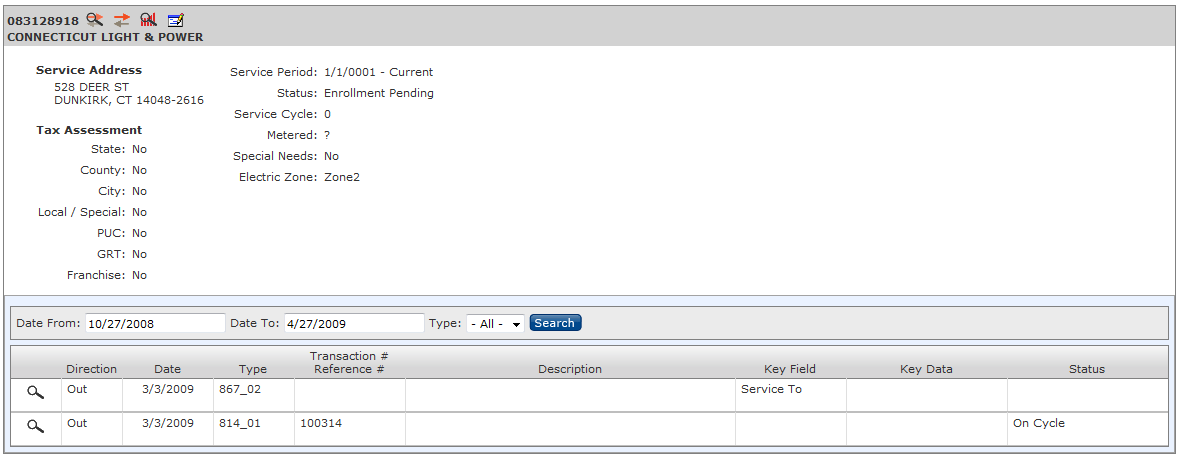 083128918
CONNECTICUT LIGHT & POWER
Service Address
528 DEER ST
DUNKIRK, CT 14048-2616
Tax Assessment
State: No
County: No
City: No
Local / Special: No
PUC: No
GRT: No
Franchise: No
Service Period: 1/1/0001 - Current
Status: Enrollment Pending
Service Cycle: 0
Metered: ?
Special Needs: No
Electric Zone: Zone2
Date From: 10/27/2008 Date To: 4/27/2009 Type: - All - Search
Direction Date Type Transaction # Reference # Description Key Field Key Data Status
Out 3/3/2009 867_02 Service To
Out 3/3/2009 814_01 100314 On Cycle